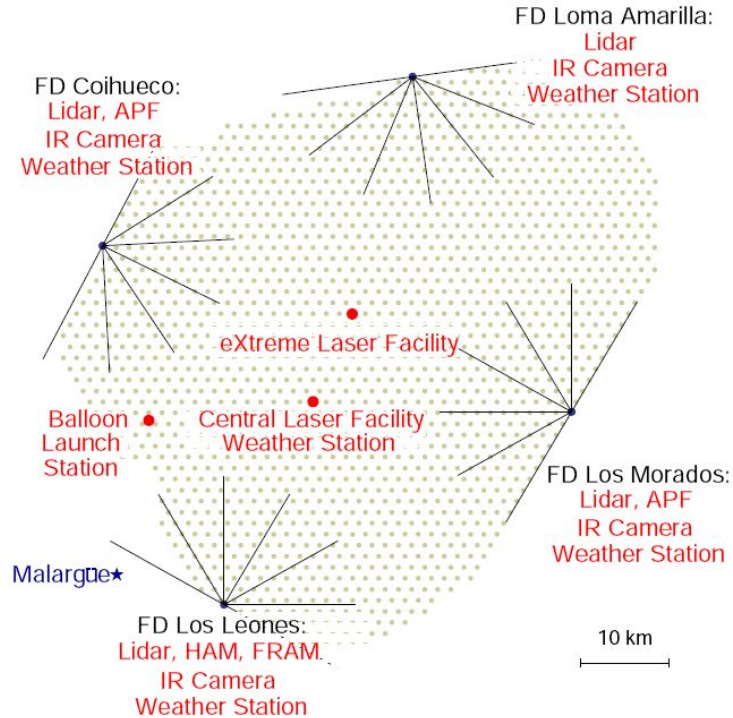 FD Loma Amarilla:
Lidar
IR Camera
Weather Station
FD Coihueco:
Lidar, APF
IR Camera
Weather Station
eXtreme Laser Facility
Balloon
Launch
Station
Central Laser Facility
Weather Station
FD Los Morados:
Lidar, APF
IR Camera
Weather Station
Malarg□e
FD Los Leones:
Lidar, HAM, FRAM
IR Camera
Weather Station
10 km